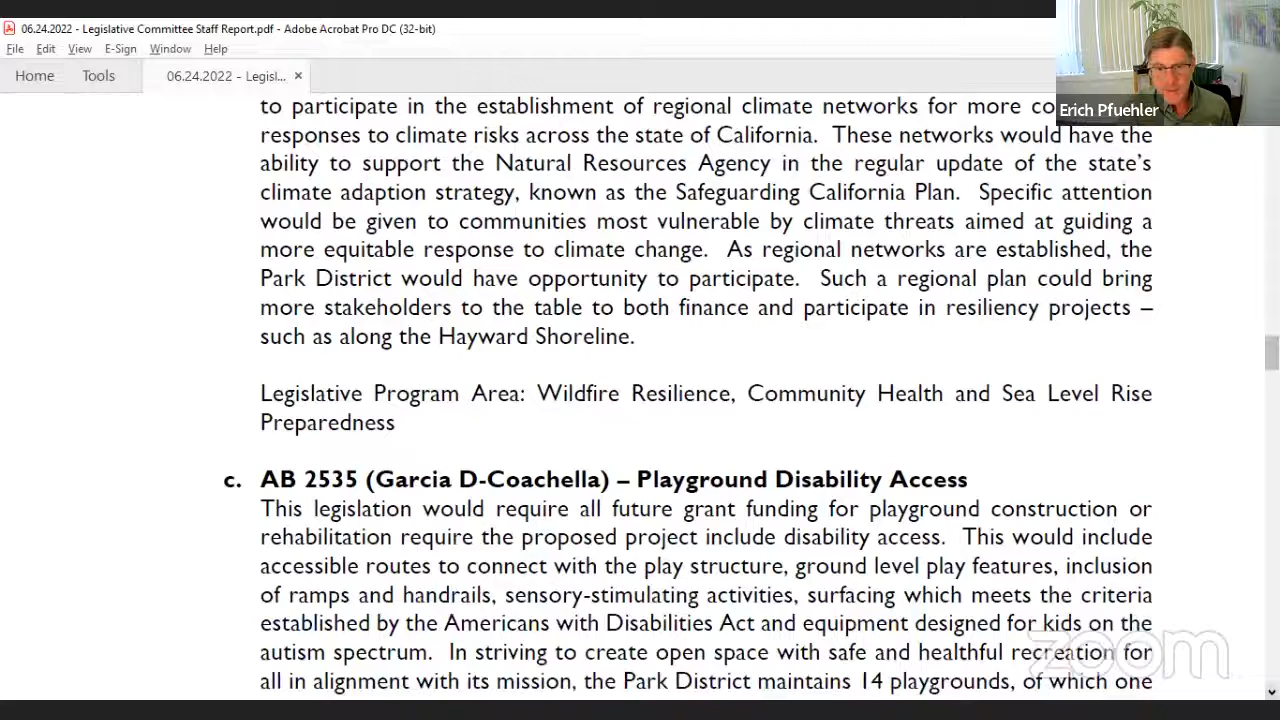 06.24.2022 - Legislative Committee Staff Report.pdf - Adobe Acrobat Pro DC (32-bit)
File Edit View E-Sign Window Help
Home Tools 06.24.2022 - Legisl... ×
Erich Pfuehler
to participate in the establishment of regional climate networks for more
responses to climate risks across the state of California. These networks would have the
ability to support the Natural Resources Agency in the regular update of the state's
climate adaption strategy, known as the Safeguarding California Plan. Specific attention
would be given to communities most vulnerable by climate threats aimed at guiding a
more equitable response to climate change. As regional networks are established, the
Park District would have opportunity to participate. Such a regional plan could bring
more stakeholders to the table to both finance and participate in resiliency projects –
such as along the Hayward Shoreline.
Legislative Program Area: Wildfire Resilience, Community Health and Sea Level Rise
Preparedness
c. AB 2535 (Garcia D-Coachella) – Playground Disability Access
This legislation would require all future grant funding for playground construction or
rehabilitation require the proposed project include disability access. This would include
accessible routes to connect with the play structure, ground level play features, inclusion
of ramps and handrails, sensory-stimulating activities, surfacing which meets the criteria
established by the Americans with Disabilities Act and equipment designed for kids on the
autism spectrum. In striving to create open space with safe and healthful recreation for
all in alignment with its mission, the Park District maintains 14 playgrounds, of which one
zoom